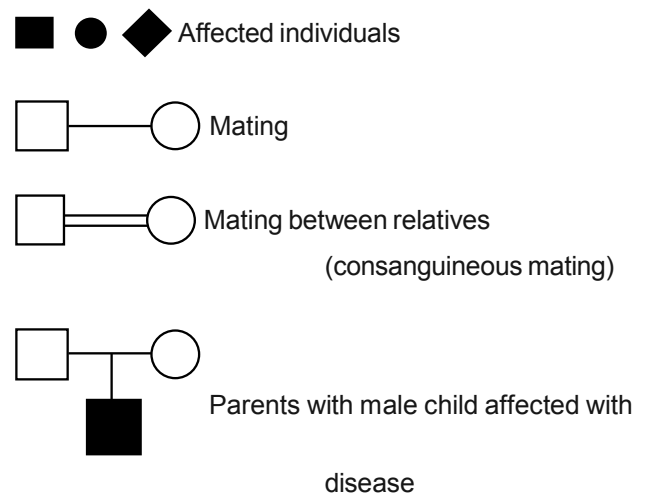 Affected individuals
Mating
Mating between relatives
(consanguineous mating)
Parents with male child affected with
disease